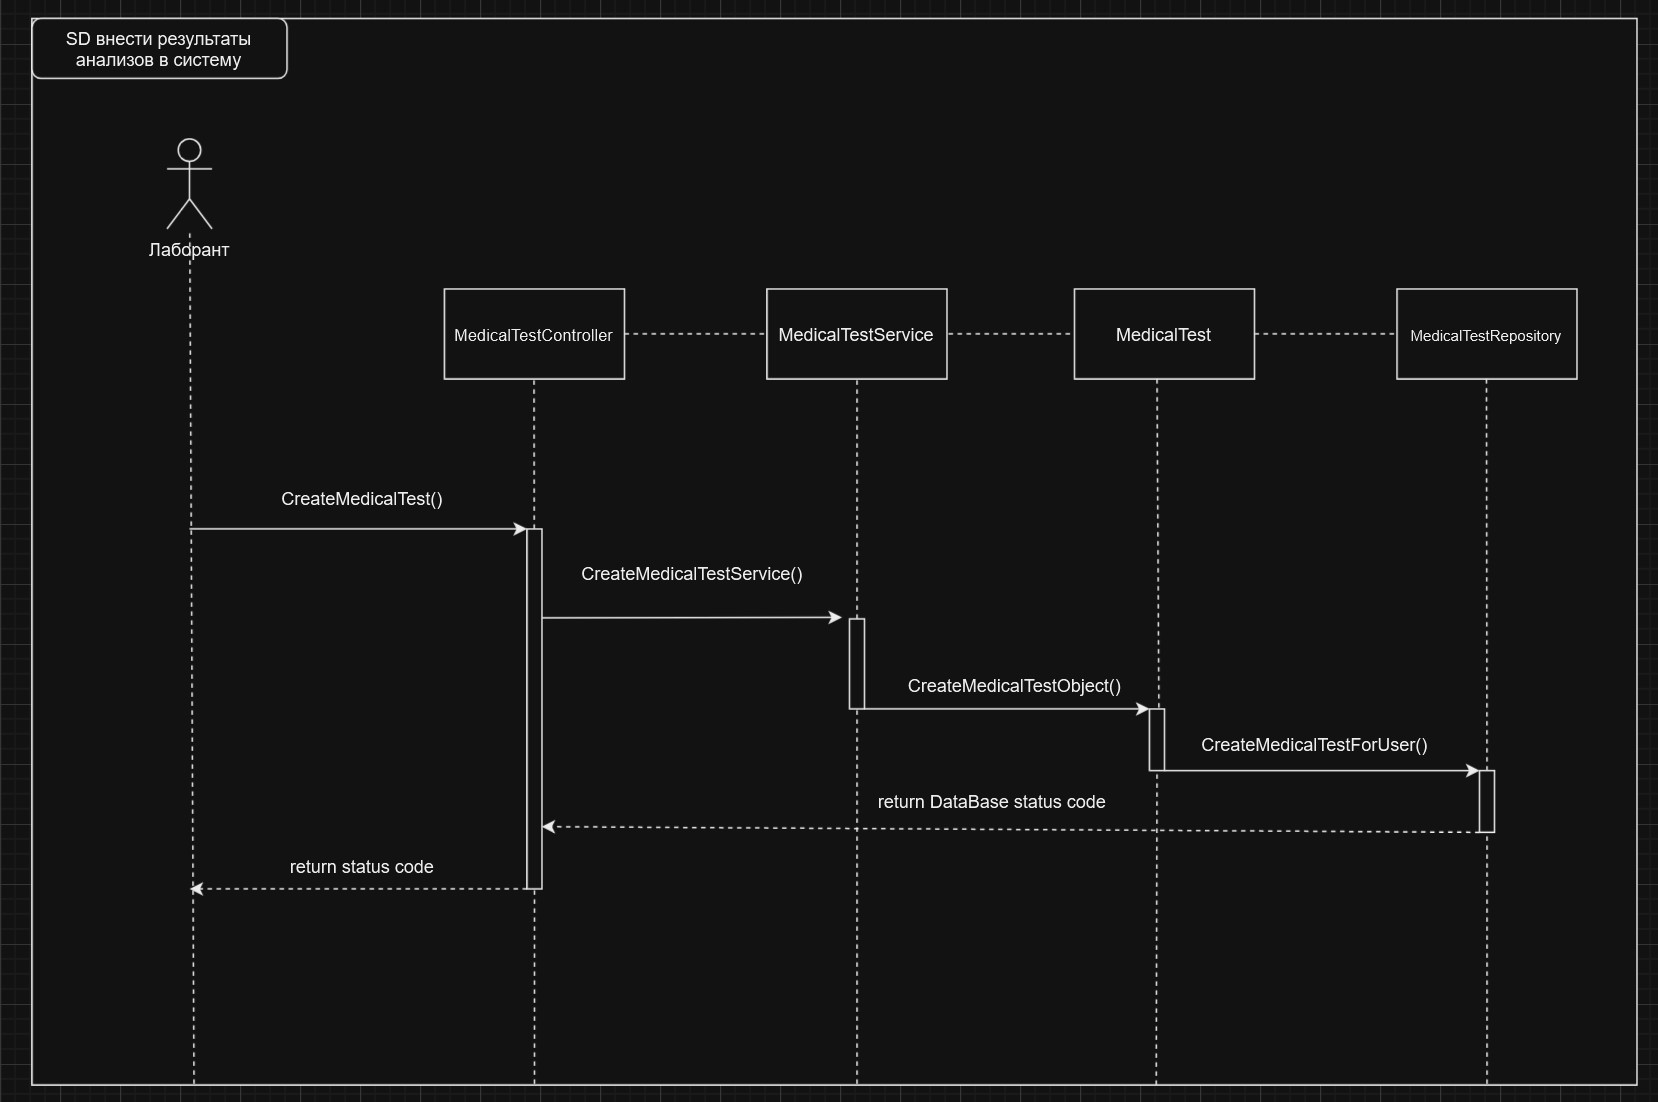 SD внести результаты
анализов в систему
Лаборант
MedicalTestController
MedicalTestService
MedicalTest
MedicalTestRepository
CreateMedicalTest()
CreateMedicalTestService()
CreateMedicalTestObject()
CreateMedicalTestForUser()
return DataBase status code
return status code